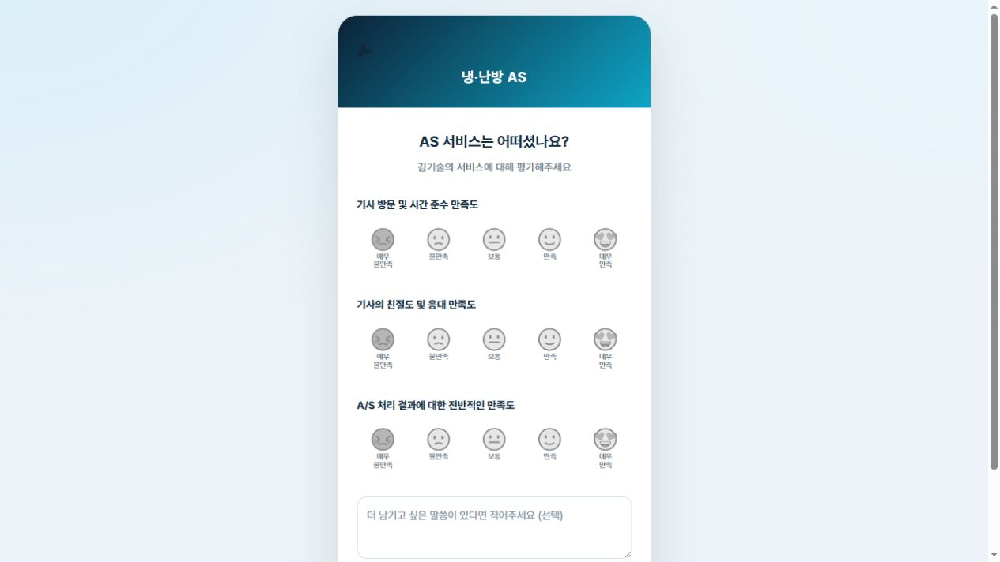 냉·난방 AS
AS 서비스는 어떠셨나요?
김기술의 서비스에 대해 평가해주세요
기사 방문 및 시간 준수 만족도
매우 불만족 보통 만족 매우
불만족 만족
기사의 친절도 및 응대 만족도
매우 불만족 보통 만족 매우
불만족 만족
A/S 처리 결과에 대한 전반적인 만족도
매우 불만족 보통 만족 매우
불만족 만족
더 남기고 싶은 말씀이 있다면 적어주세요 (선택)